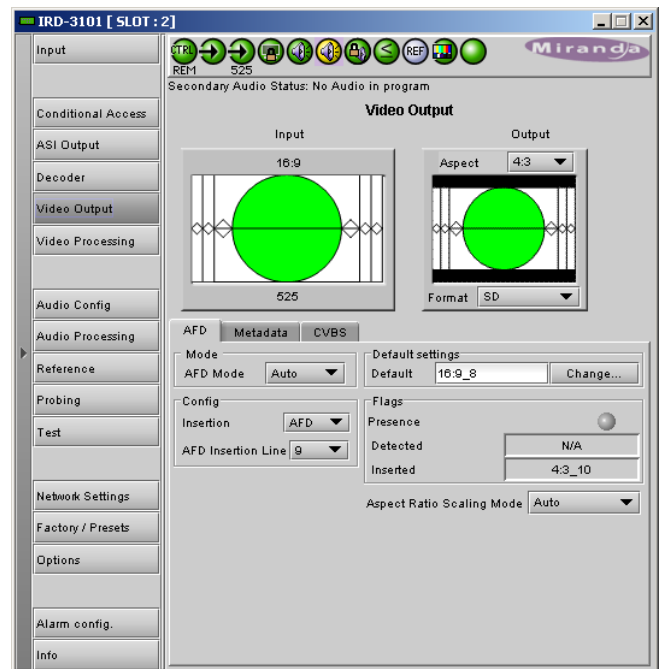 IRD-3101 [ SLOT : 2]
Input
Conditional Access
ASI Output
Decoder
Video Output
Video Processing
Audio Config
Audio Processing
Reference
Probing
Test
Network Settings
Factory / Presets
Options
Alarm config.
Info
CTRL
REF
Miranda
REM
525
Secondary Audio Status: No Audio in program
Video Output
Input
16:9
525
Output
Aspect 4:3
Format SD
AFD Metadata CVBS
Mode
AFD Mode Auto
Default settings
Default 16:9_8 Change...
Config
Insertion AFD
AFD Insertion Line 9
Flags
Presence
Detected N/A
Inserted 4:3_10
Aspect Ratio Scaling Mode Auto